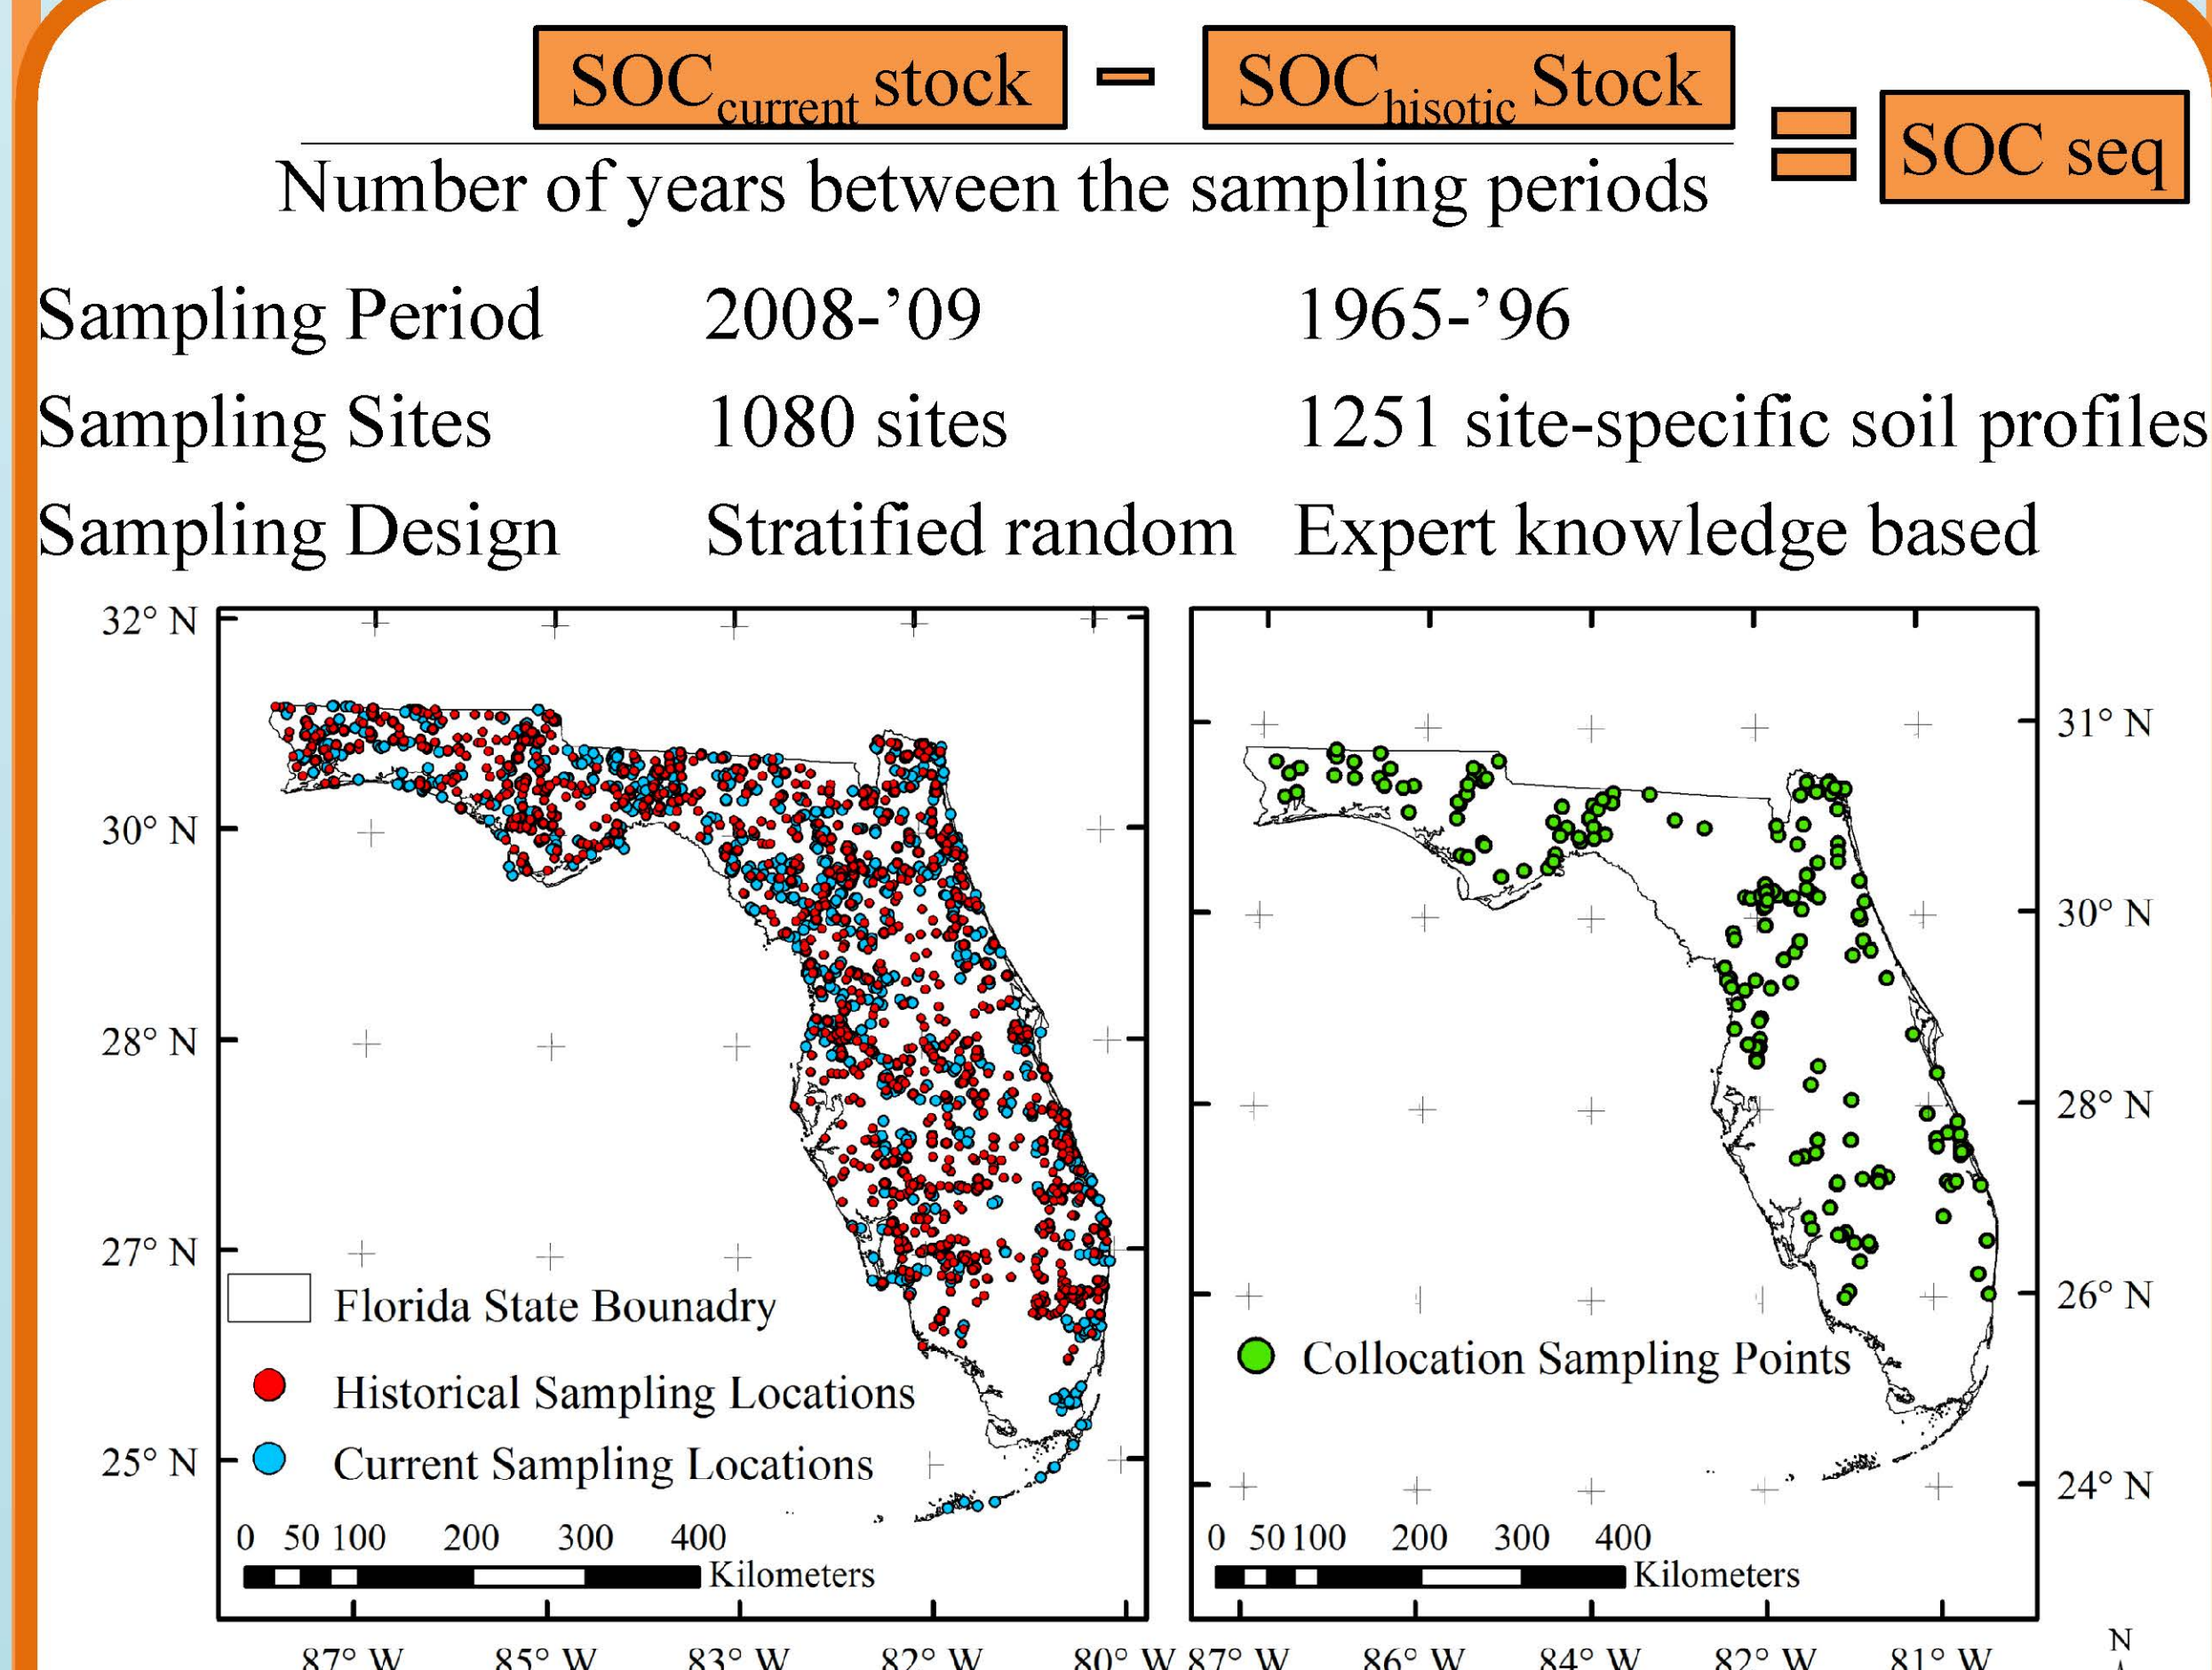 SOCcurrent stock – SOChisotic Stock
Number of years between the sampling periods
= SOC seq
Sampling Period 2008-’09 1965-’96
Sampling Sites 1080 sites 1251 site-specific soil profiles
Sampling Design Stratified random Expert knowledge based
32° N
30° N
28° N
27° N
25° N
Florida State Bounadry
Historical Sampling Locations
Current Sampling Locations
0 50 100 200 300 400
Kilometers
87° W 85° W 83° W 82° W 80° W
31° N
30° N
28° N
26° N
24° N
Collocation Sampling Points
0 50 100 200 300 400
Kilometers
87° W 86° W 84° W 82° W 81° W
N